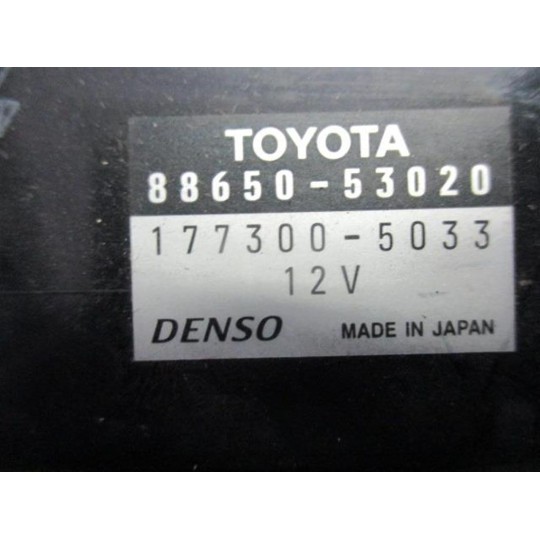 TOYOTA
88650-53020
177300-5033
12V
DENSO MADE IN JAPAN